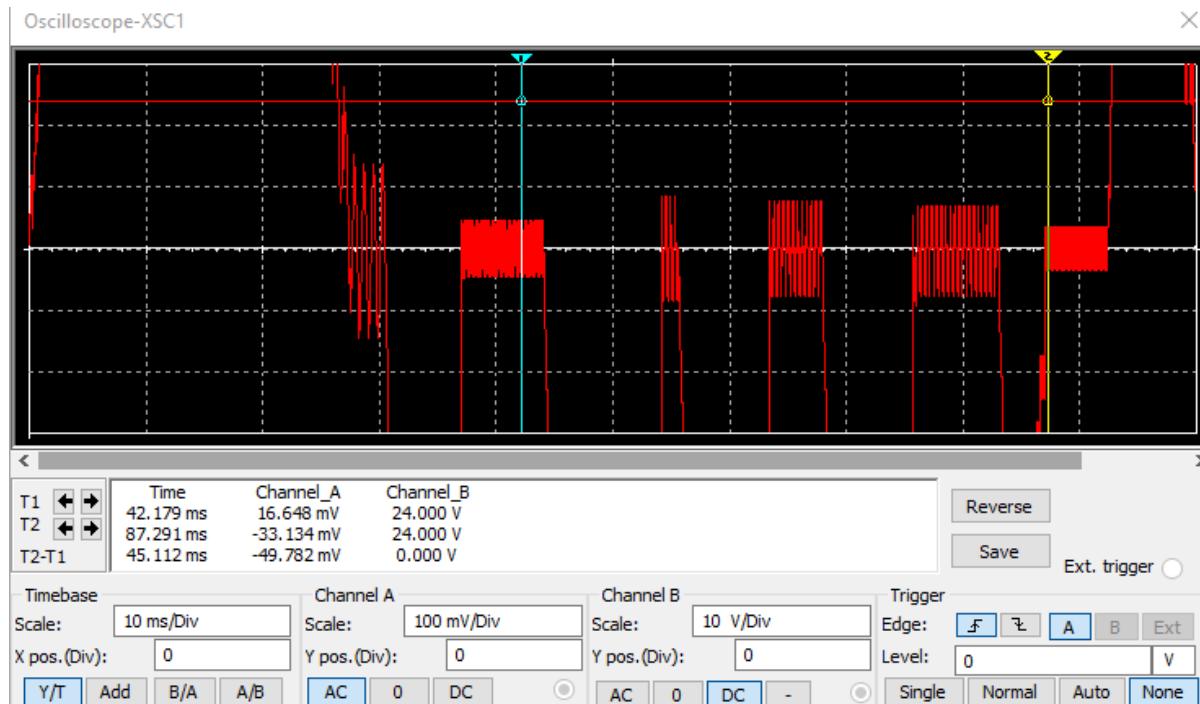 Oscilloscope-XSC1
1 2
Time Channel_A Channel_B
T1 42.179 ms 16.648 mV 24.000 V
T2 87.291 ms -33.134 mV 24.000 V
T2-T1 45.112 ms -49.782 mV 0.000 V
Reverse
Save
Ext. trigger
Timebase
Scale: 10 ms/Div
X pos.(Div): 0
Y/T Add B/A A/B
Channel A
Scale: 100 mV/Div
Y pos.(Div): 0
AC 0 DC
Channel B
Scale: 10 V/Div
Y pos.(Div): 0
AC 0 DC -
Trigger
Edge: A B Ext
Level: 0 V
Single Normal Auto None